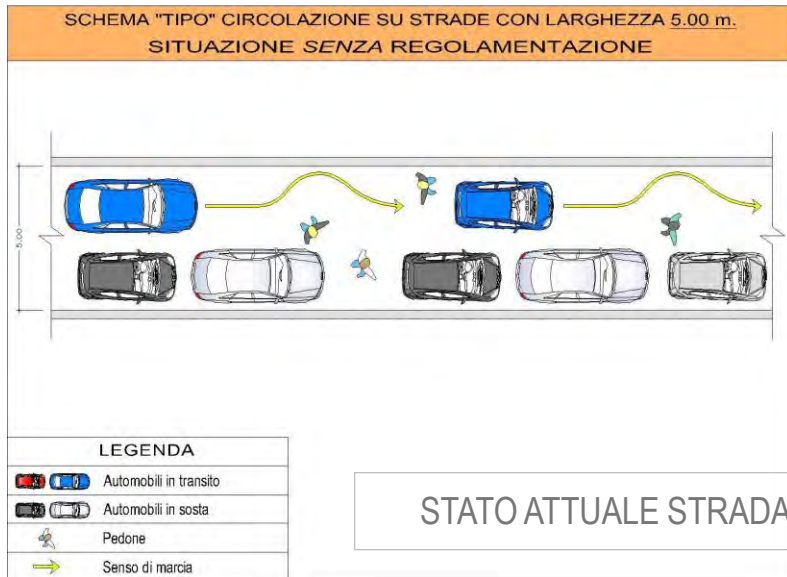 SCHEMA "TIPO" CIRCOLAZIONE SU STRADE CON LARGHEZZA 5.00 m.
SITUAZIONE SENZA REGOLAMENTAZIONE
5.00
LEGENDA
Automobili in transito
Automobili in sosta
Pedone
Senso di marcia
STATO ATTUALE STRADA